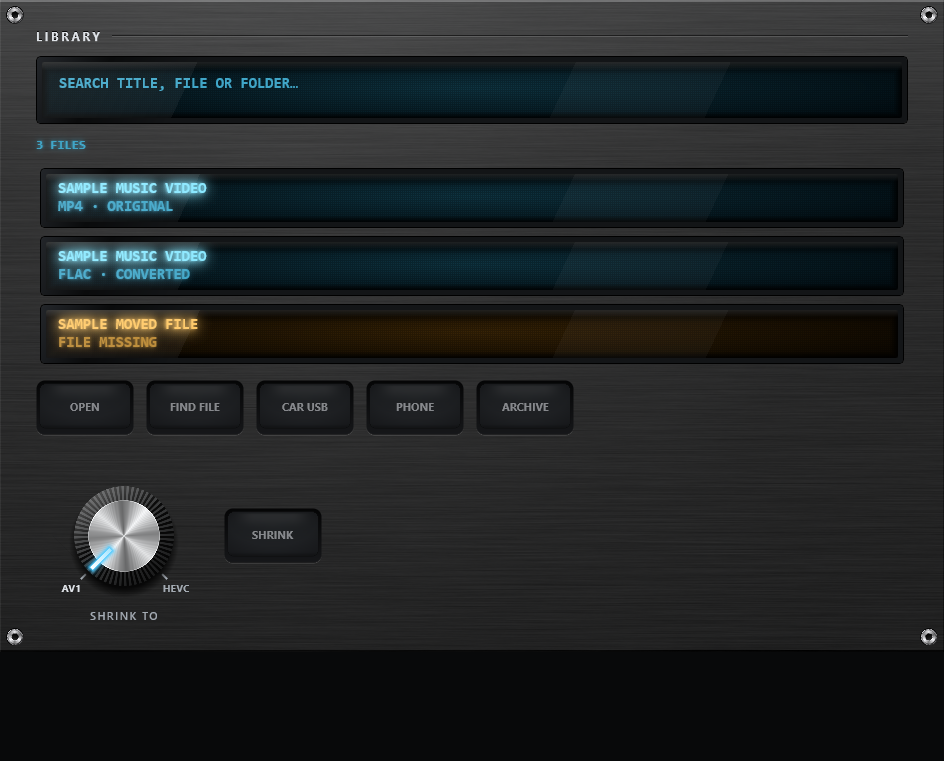 LIBRARY
SEARCH TITLE, FILE OR FOLDER…
3 FILES
SAMPLE MUSIC VIDEO
MP4 · ORIGINAL
SAMPLE MUSIC VIDEO
FLAC · CONVERTED
SAMPLE MOVED FILE
FILE MISSING
OPEN
FIND FILE
CAR USB
PHONE
ARCHIVE
SHRINK
AV1
HEVC
SHRINK TO